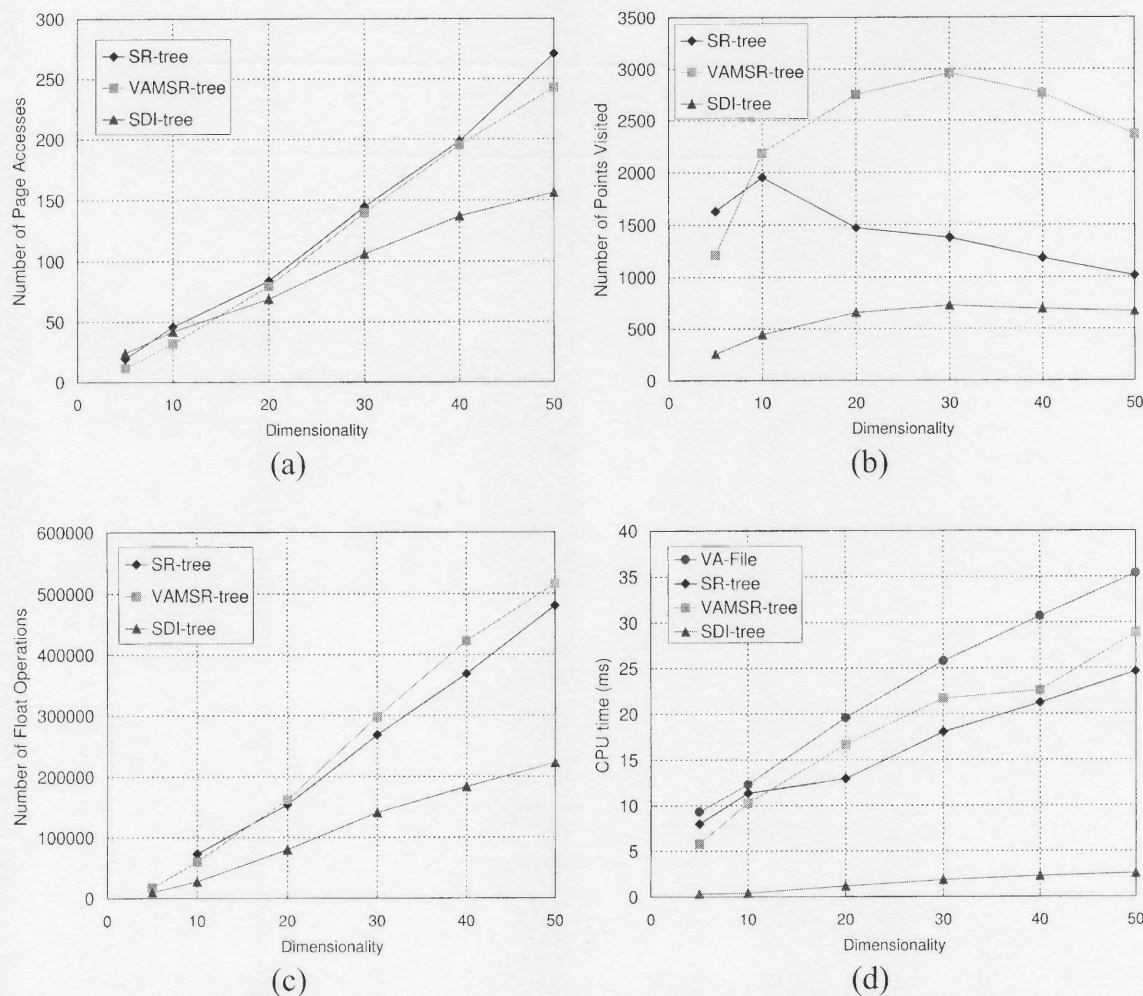 300
250
200
150
100
50
0
Number of Page Accesses
SR-tree
VAMSR-tree
SDI-tree
0 10 20 30 40 50
Dimensionality
(a)
3500
3000
2500
2000
1500
1000
500
0
Number of Points Visited
SR-tree
VAMSR-tree
SDI-tree
0 10 20 30 40 50
Dimensionality
(b)
600000
500000
400000
300000
200000
100000
0
Number of Float Operations
SR-tree
VAMSR-tree
SDI-tree
0 10 20 30 40 50
Dimensionality
(c)
40
35
30
25
20
15
10
5
0
CPU time (ms)
VA-File
SR-tree
VAMSR-tree
SDI-tree
0 10 20 30 40 50
Dimensionality
(d)